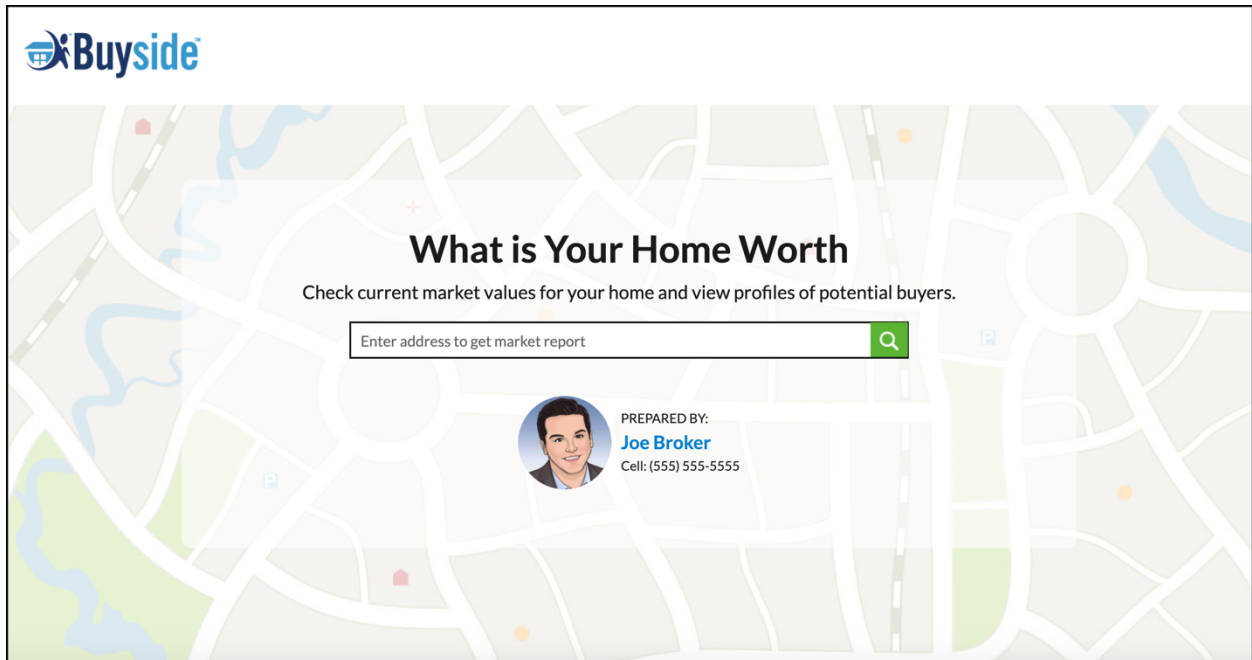 Buyside™
What is Your Home Worth
Check current market values for your home and view profiles of potential buyers.
Enter address to get market report
PREPARED BY:
Joe Broker
Cell: (555) 555-5555
P
P